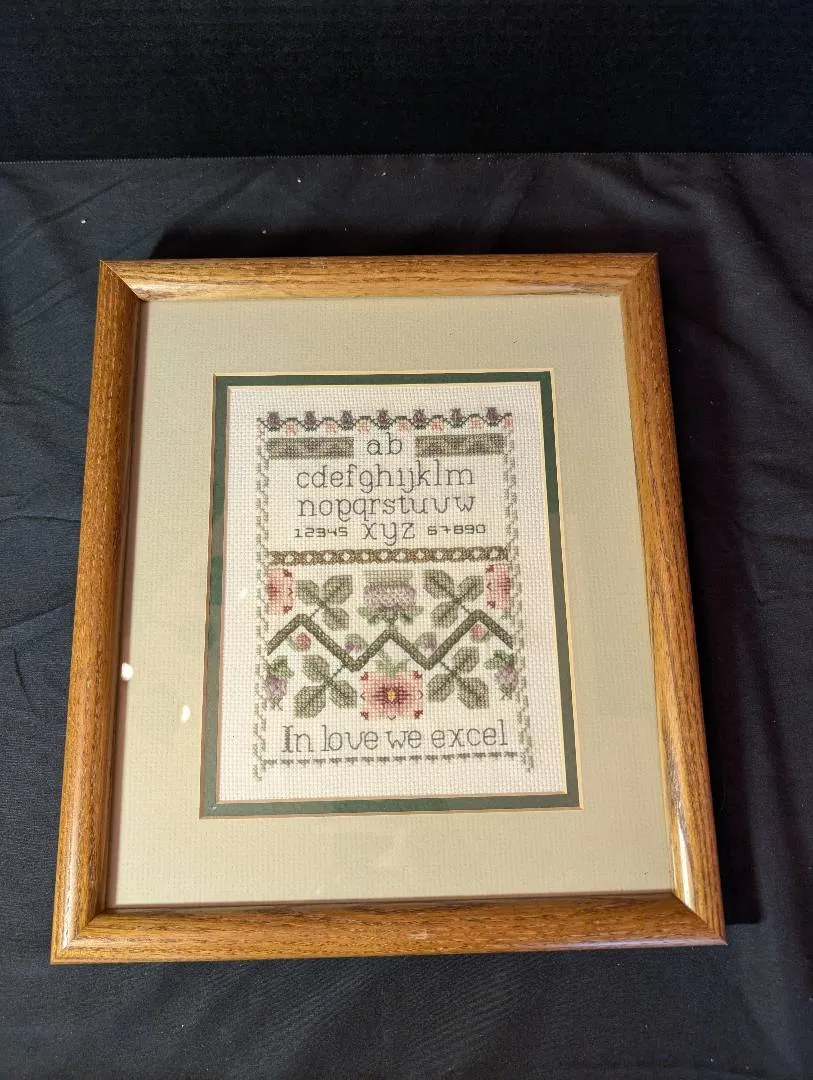 ab
cdefghijklm
nopqrstuvw
12345 xyz 67890
In love we excel